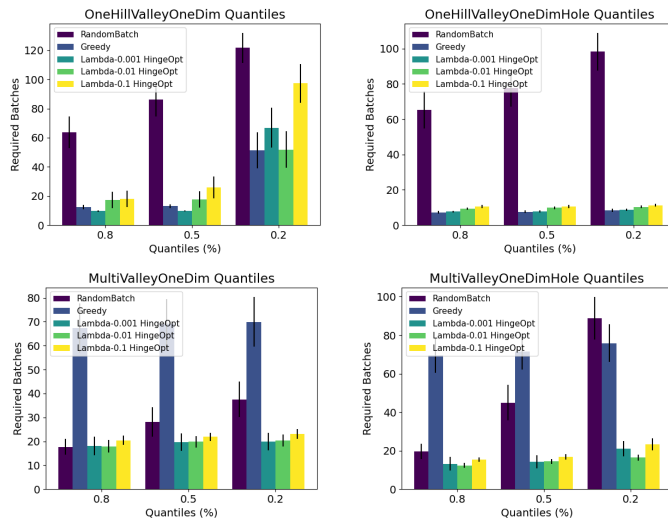 OneHillValleyOneDim Quantiles
Required Batches
120
100
80
60
40
20
0
RandomBatch
Greedy
Lambda-0.001 HingeOpt
Lambda-0.01 HingeOpt
Lambda-0.1 HingeOpt
0.8 0.5 0.2
Quantiles (%)
OneHillValleyOneDimHole Quantiles
Required Batches
100
80
60
40
20
0
RandomBatch
Greedy
Lambda-0.001 HingeOpt
Lambda-0.01 HingeOpt
Lambda-0.1 HingeOpt
0.8 0.5 0.2
Quantiles (%)
MultiValleyOneDim Quantiles
Required Batches
80
70
60
50
40
30
20
10
0
RandomBatch
Greedy
Lambda-0.001 HingeOpt
Lambda-0.01 HingeOpt
Lambda-0.1 HingeOpt
0.8 0.5 0.2
Quantiles (%)
MultiValleyOneDimHole Quantiles
Required Batches
100
80
60
40
20
0
RandomBatch
Greedy
Lambda-0.001 HingeOpt
Lambda-0.01 HingeOpt
Lambda-0.1 HingeOpt
0.8 0.5 0.2
Quantiles (%)